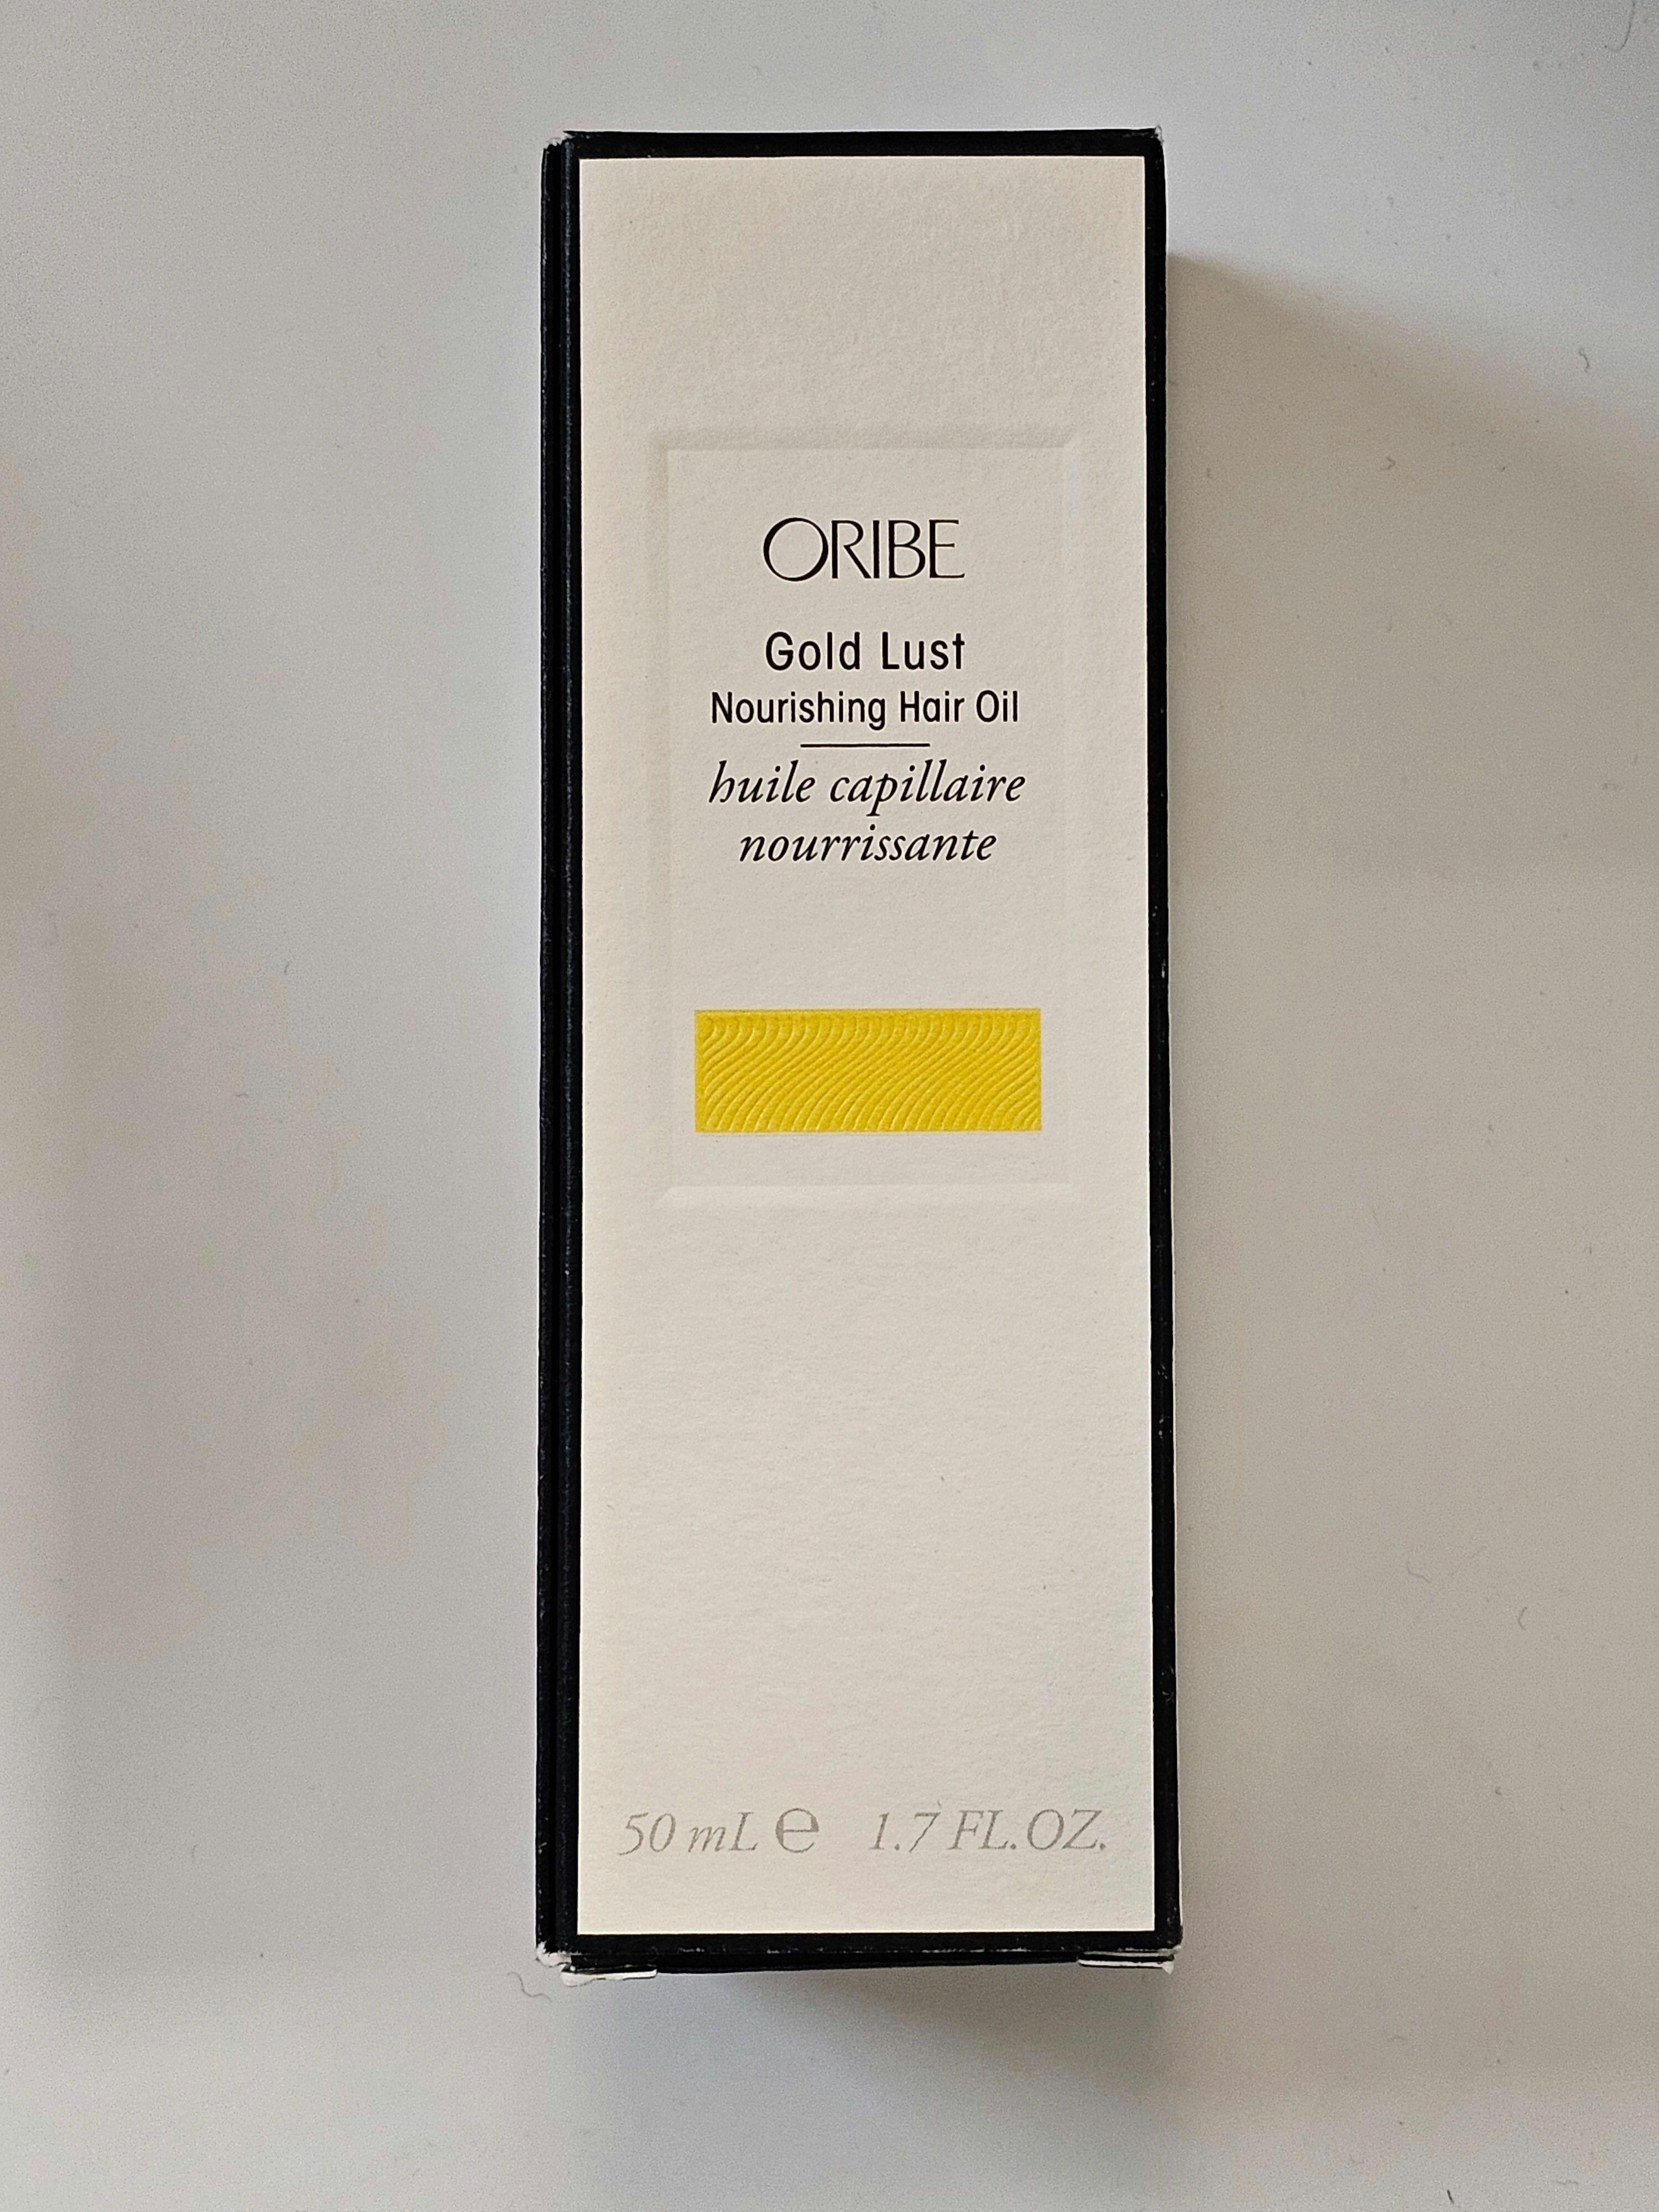 ORIBE
Gold Lust
Nourishing Hair Oil
huile capillaire
nourrissante
50 mL ℮ 1.7 FL.OZ.